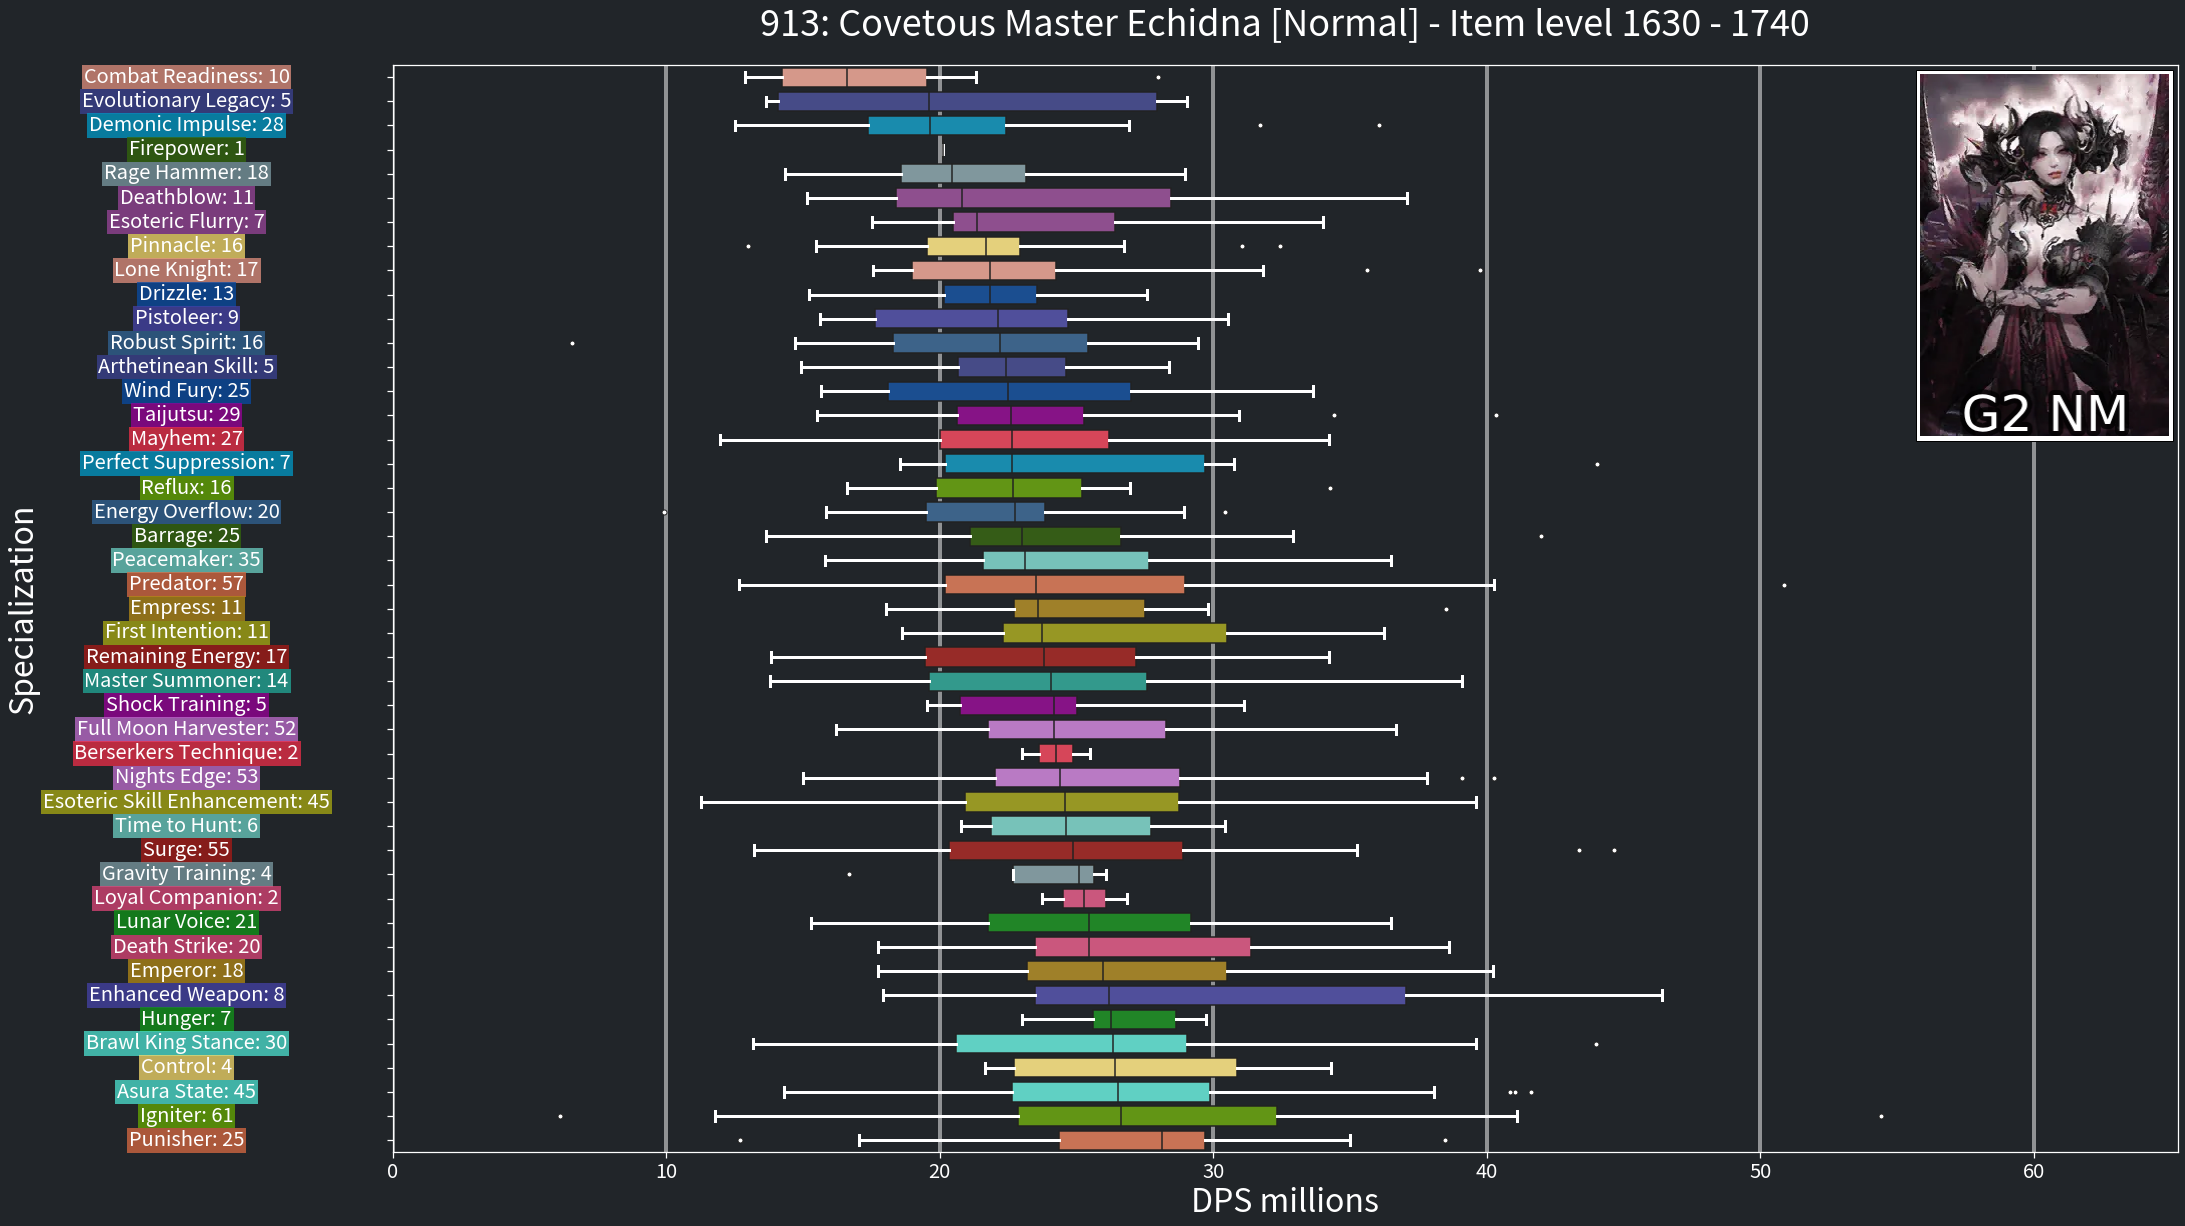 913: Covetous Master Echidna [Normal] - Item level 1630 - 1740
Combat Readiness: 10
Evolutionary Legacy: 5
Demonic Impulse: 28
Firepower: 1
Rage Hammer: 18
Deathblow: 11
Esoteric Flurry: 7
Pinnacle: 16
Lone Knight: 17
Drizzle: 13
Pistoleer: 9
Robust Spirit: 16
Arthetinean Skill: 5
Wind Fury: 25
Taijutsu: 29
Mayhem: 27
Perfect Suppression: 7
Reflux: 16
Energy Overflow: 20
Barrage: 25
Peacemaker: 35
Predator: 57
Empress: 11
First Intention: 11
Remaining Energy: 17
Master Summoner: 14
Shock Training: 5
Full Moon Harvester: 52
Berserkers Technique: 2
Nights Edge: 53
Esoteric Skill Enhancement: 45
Time to Hunt: 6
Surge: 55
Gravity Training: 4
Loyal Companion: 2
Lunar Voice: 21
Death Strike: 20
Emperor: 18
Enhanced Weapon: 8
Hunger: 7
Brawl King Stance: 30
Control: 4
Asura State: 45
Igniter: 61
Punisher: 25
Specialization
G2 NM
0 10 20 30 40 50 60
DPS millions